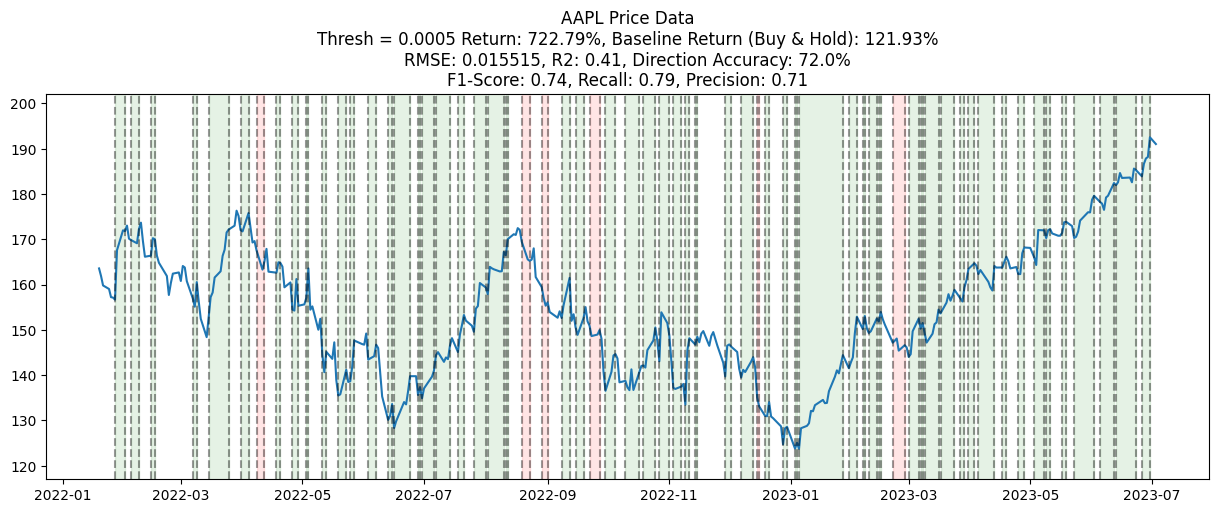 AAPL Price Data
Thresh = 0.0005 Return: 722.79%, Baseline Return (Buy & Hold): 121.93%
RMSE: 0.015515, R2: 0.41, Direction Accuracy: 72.0%
F1-Score: 0.74, Recall: 0.79, Precision: 0.71
200
190
180
170
160
150
140
130
120
2022-01 2022-03 2022-05 2022-07 2022-09 2022-11 2023-01 2023-03 2023-05 2023-07